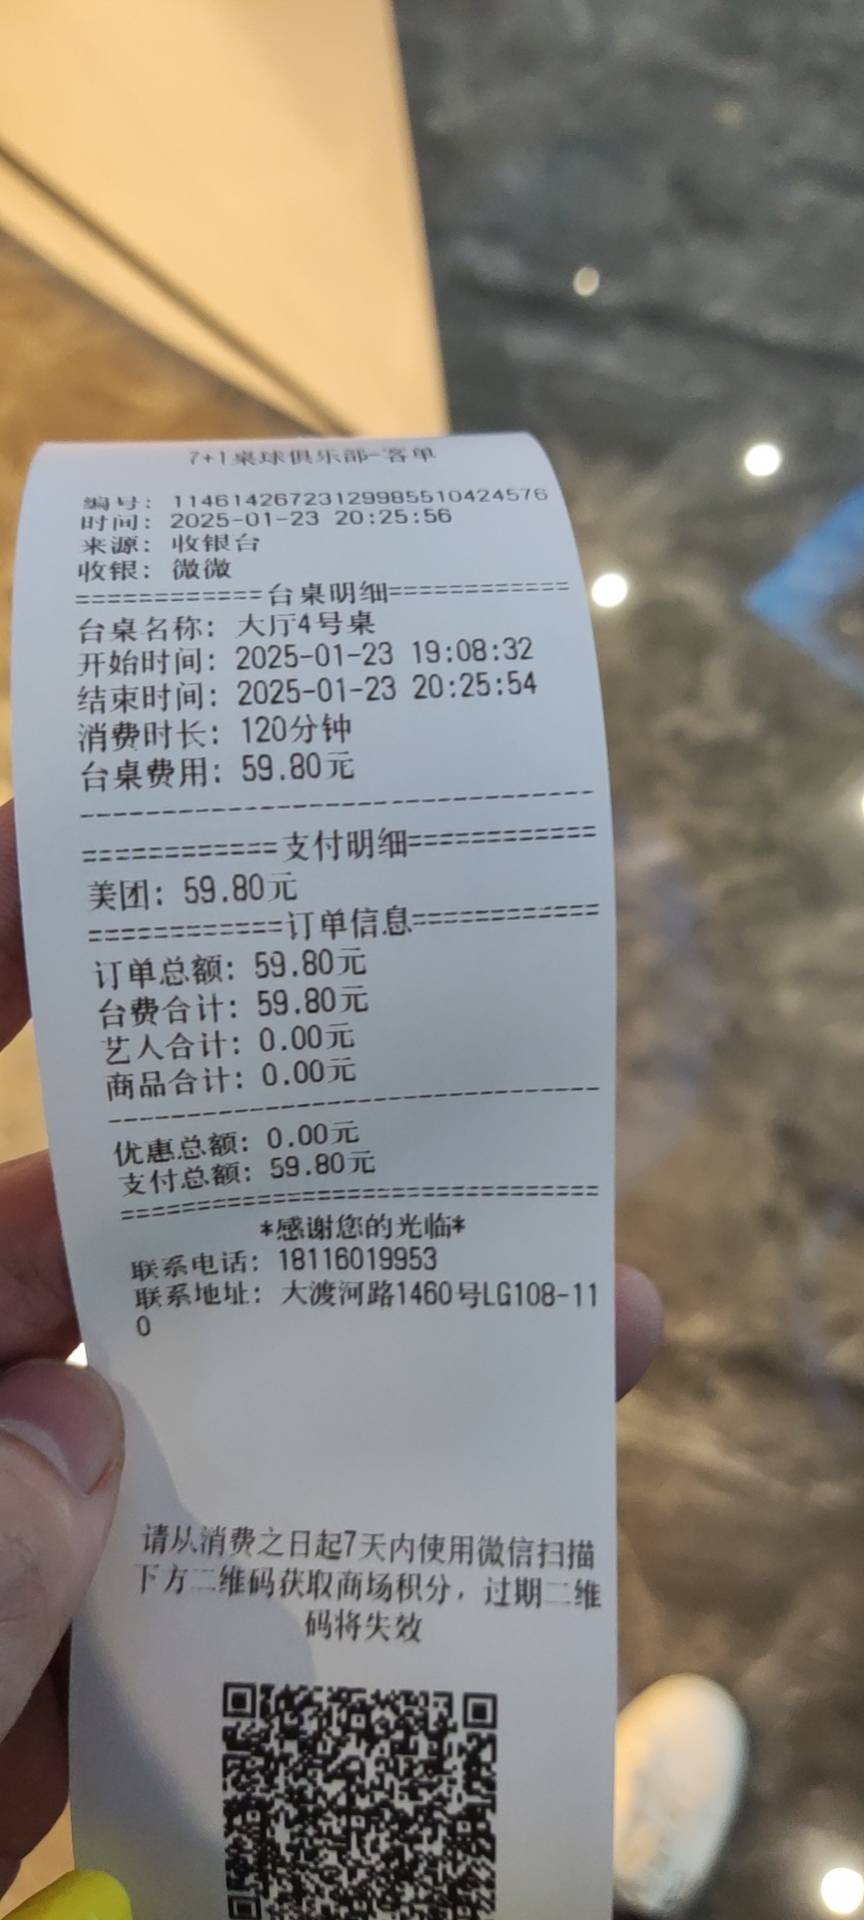 7+1桌球俱乐部-客单
编号: 11461426723129985510424576
时间: 2025-01-23 20:25:56
来源: 收银台
收银: 微微
============台桌明细============
台桌名称: 大厅4号桌
开始时间: 2025-01-23 19:08:32
结束时间: 2025-01-23 20:25:54
消费时长: 120分钟
台桌费用: 59.80元
--------------------------------
============支付明细============
美团: 59.80元
============订单信息============
订单总额: 59.80元
台费合计: 59.80元
艺人合计: 0.00元
商品合计: 0.00元
--------------------------------
优惠总额: 0.00元
支付总额: 59.80元
================================
*感谢您的光临*
联系电话: 18116019953
联系地址: 大渡河路1460号LG108-11
0
请从消费之日起7天内使用微信扫描
下方二维码获取商场积分，过期二维
码将失效